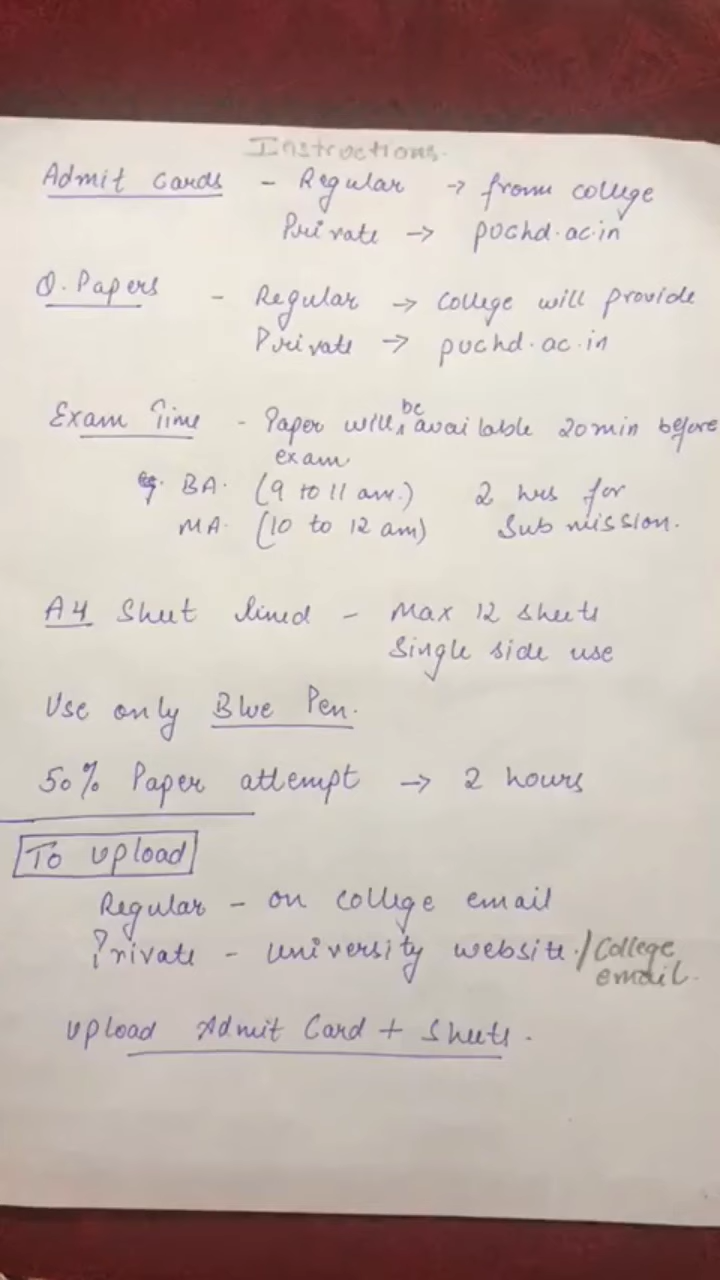 Instructions.
Admit Cards - Regular → from college
Private → puchd.ac.in
Q. Papers - Regular → College will provide
Private → puchd.ac.in
Exam Time - Paper will be available 20 min before
exam
eg. BA. (9 to 11 am.) 2 hrs for
MA. (10 to 12 am) Submission.
A4 Sheet lined - Max 12 sheets
Single side use
Use only Blue Pen.
50% Paper attempt → 2 hours
To upload
Regular - on college email
Private - University website./College
email.
Upload Admit Card + Sheets.